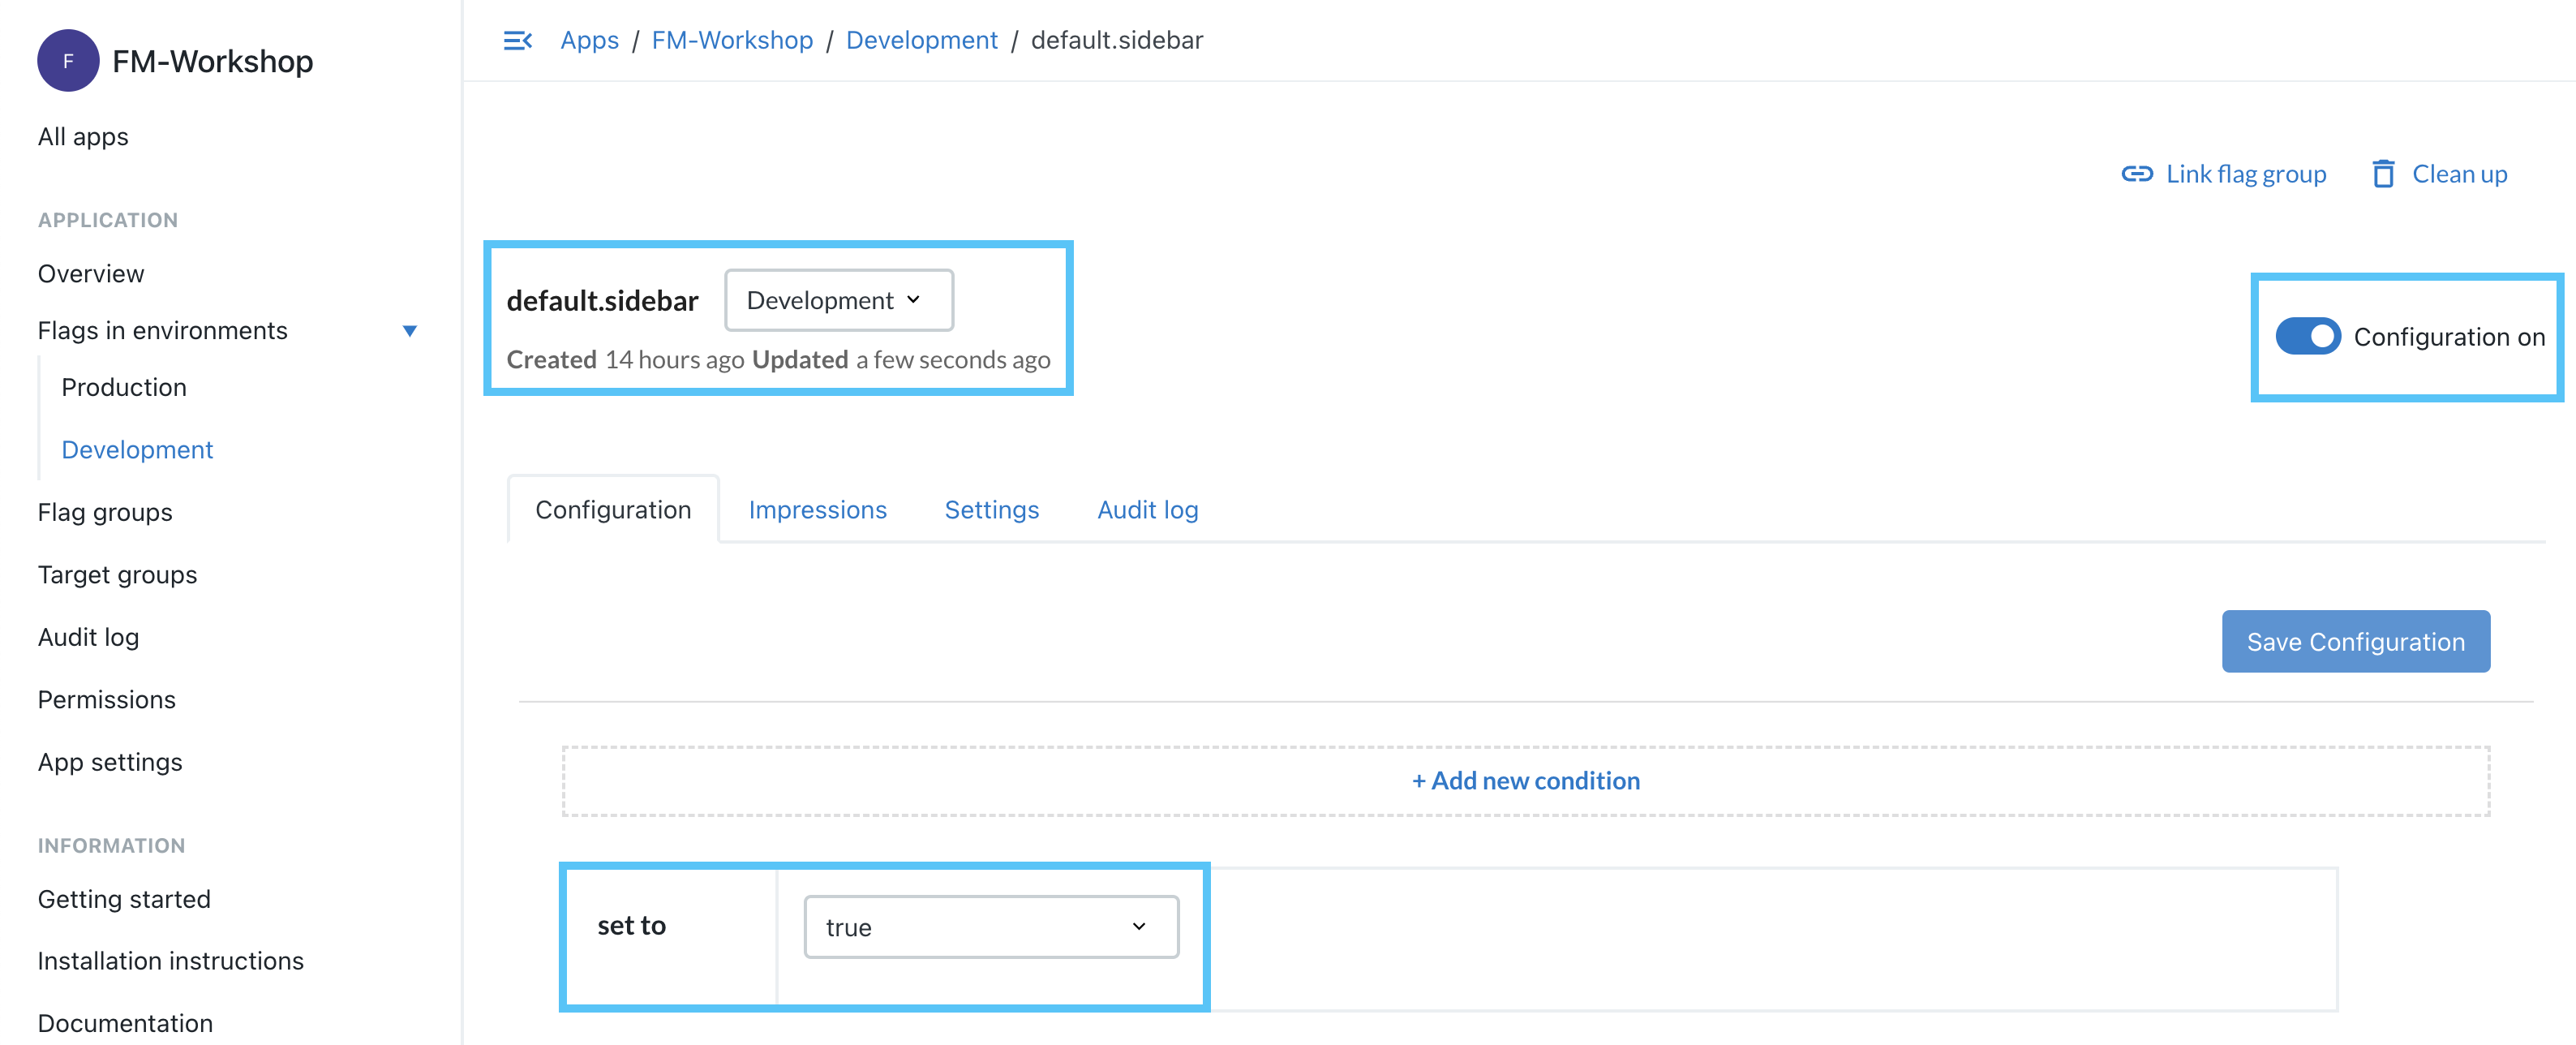 F FM-Workshop
All apps
APPLICATION
Overview
Flags in environments
Production
Development
Flag groups
Target groups
Audit log
Permissions
App settings
INFORMATION
Getting started
Installation instructions
Documentation
Apps / FM-Workshop / Development / default.sidebar
Link flag group Clean up
default.sidebar Development
Created 14 hours ago Updated a few seconds ago
Configuration on
Configuration Impressions Settings Audit log
Save Configuration
+ Add new condition
set to true